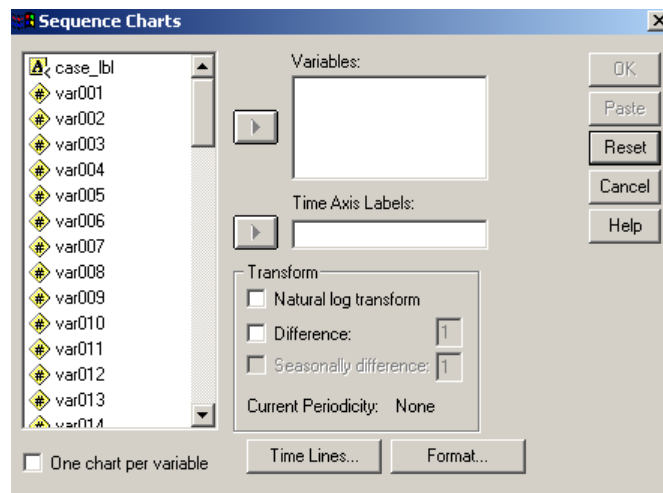 Sequence Charts
case_lbl
var001
var002
var003
var004
var005
var006
var007
var008
var009
var010
var011
var012
var013
var014
One chart per variable
Variables:
Time Axis Labels:
Transform
Natural log transform
Difference: 1
Seasonally difference: 1
Current Periodicity: None
Time Lines...
Format...
OK
Paste
Reset
Cancel
Help